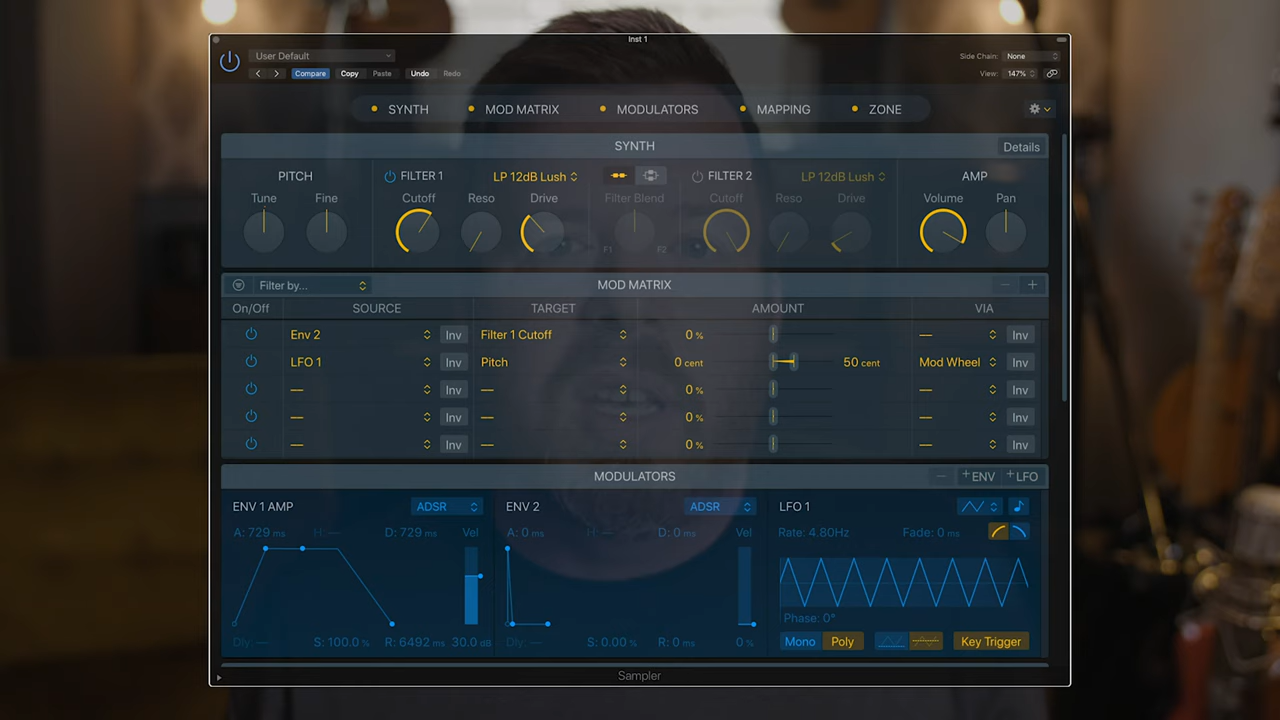 Inst 1
User Default
Side Chain: None
Compare Copy Paste Undo Redo
View: 147%
SYNTH MOD MATRIX MODULATORS MAPPING ZONE
SYNTH Details
PITCH FILTER 1 LP 12dB Lush FILTER 2 LP 12dB Lush AMP
Tune Fine Cutoff Reso Drive Filter Blend Cutoff Reso Drive Volume Pan
F1 F2
Filter by... MOD MATRIX − +
On/Off SOURCE TARGET AMOUNT VIA
Env 2 Inv Filter 1 Cutoff 0 % — Inv
LFO 1 Inv Pitch 0 cent 50 cent Mod Wheel Inv
— Inv — 0 % — Inv
— Inv — 0 % — Inv
— Inv — 0 % — Inv
MODULATORS − +ENV +LFO
ENV 1 AMP ADSR ENV 2 ADSR LFO 1
A: 729 ms H: — D: 729 ms Vel A: 0 ms H: — D: 0 ms Vel Rate: 4.80Hz Fade: 0 ms
Phase: 0°
Dly: — S: 100.0 % R: 6492 ms 30.0 dB Dly: — S: 0.00 % R: 0 ms 0 % Mono Poly Key Trigger
Sampler